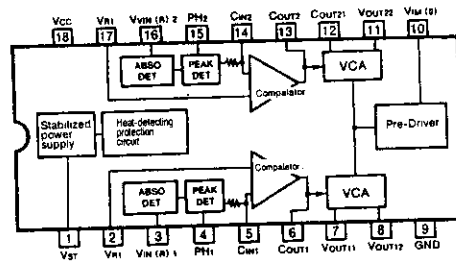 VCC VR1 VVIN (R) 2 PH2 CIN2 COUT2 COUT21 VOUT22 VIM (0)
18 17 16 15 14 13 12 11 10
ABSO DET
PEAK DET
Compalator
VCA
Stabilized power supply
Heat-detecting protection circuit
Pre-Driver
Compalator
ABSO DET
PEAK DET
VCA
1 2 3 4 5 6 7 8 9
VST VR1 VIN (R) 1 PH1 CIN1 COUT1 VOUT11 VOUT12 GND